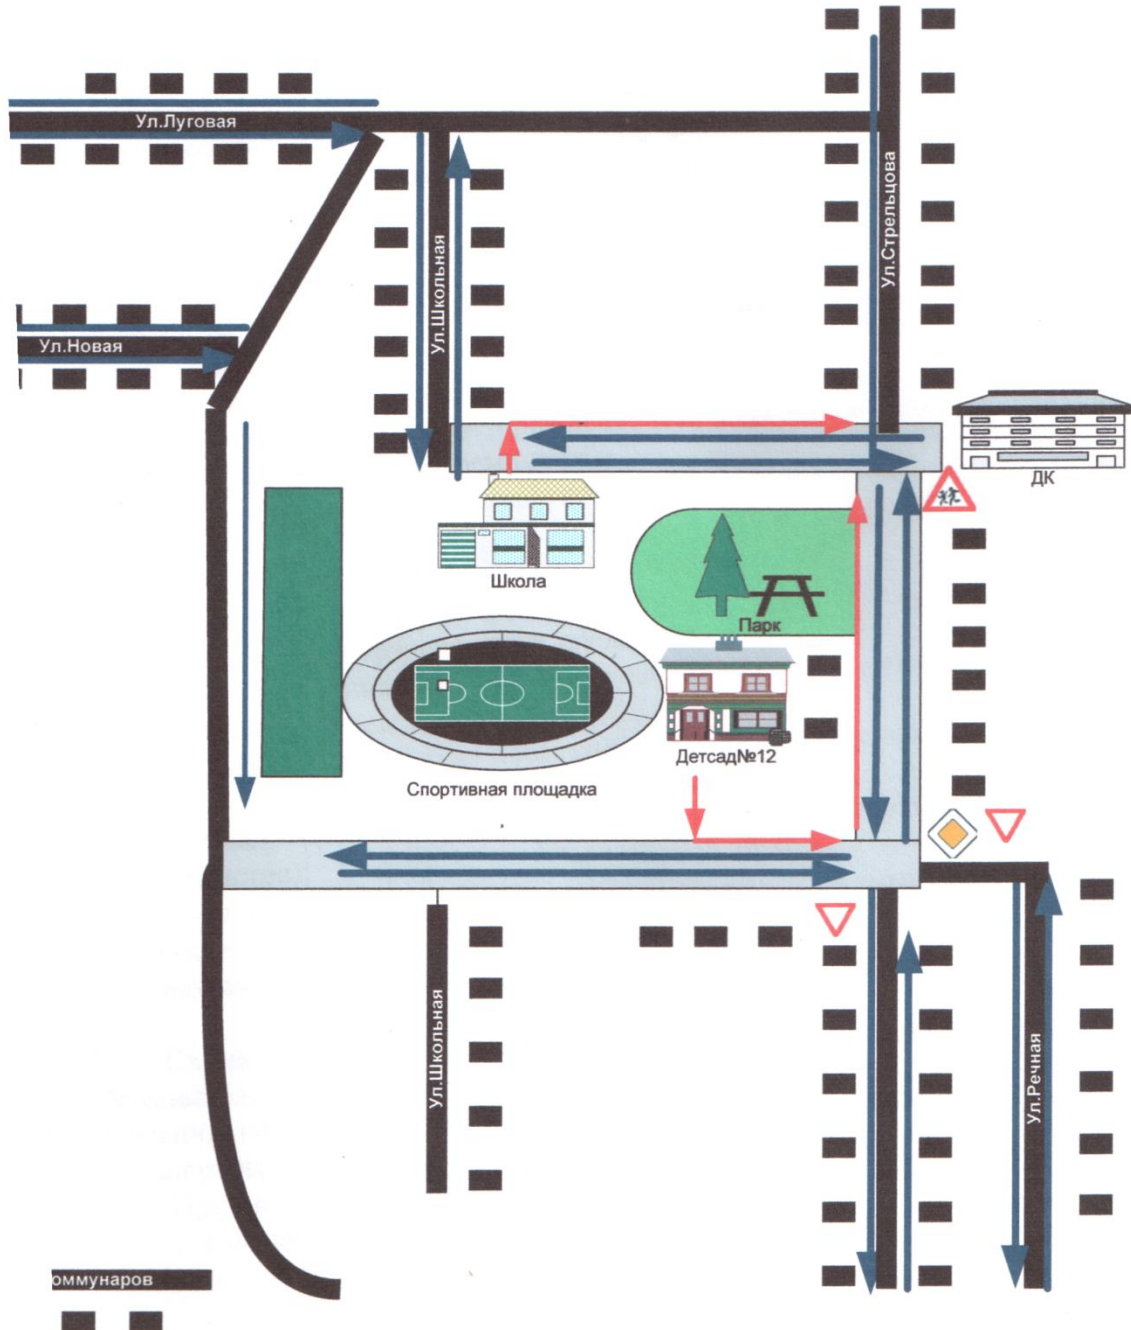 Ул.Луговая
Ул.Стрельцова
Ул.Школьная
Ул.Новая
ДК
Школа
Парк
Детсад№12
Спортивная площадка
Ул.Школьная
Ул.Речная
оммунаров